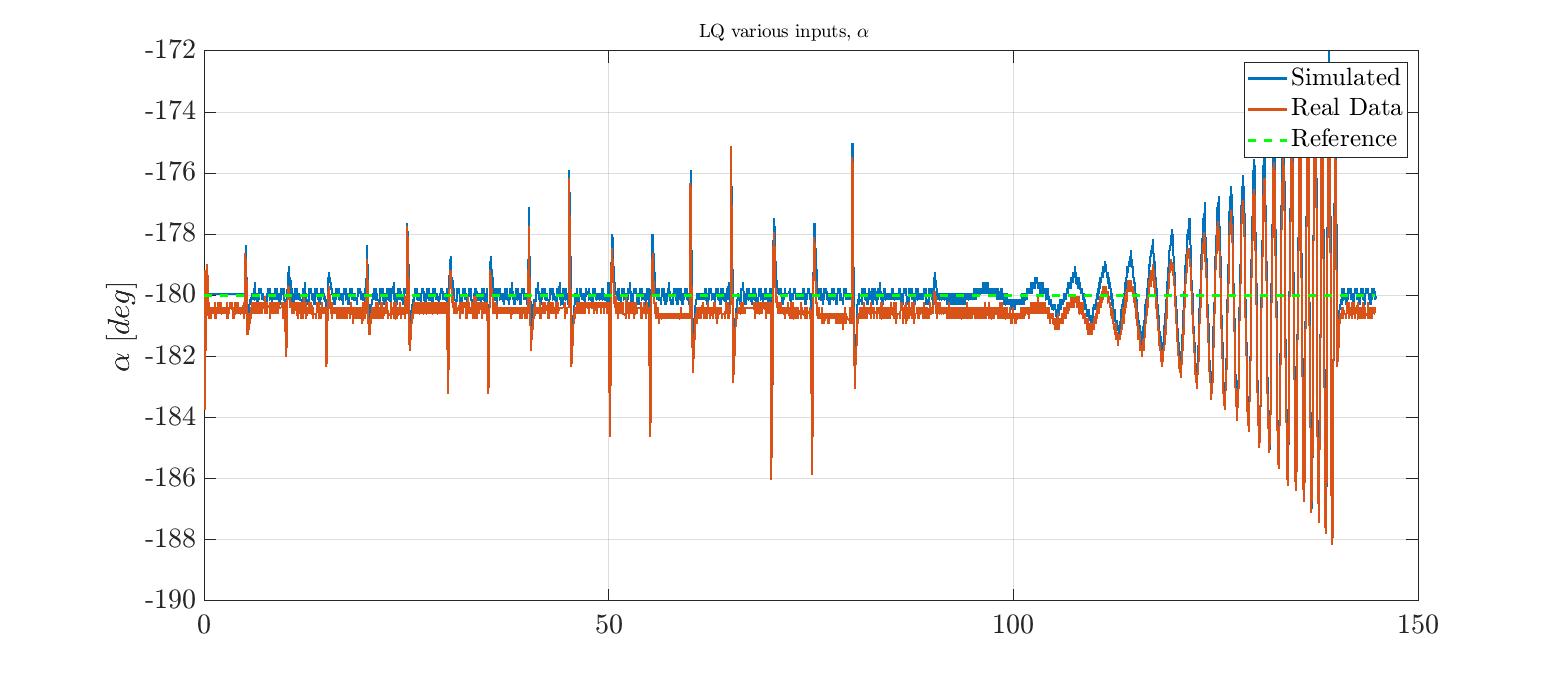 LQ various inputs, α
-172
-174
-176
-178
-180
-182
-184
-186
-188
-190
α [deg]
0
50
100
150
Simulated
Real Data
Reference